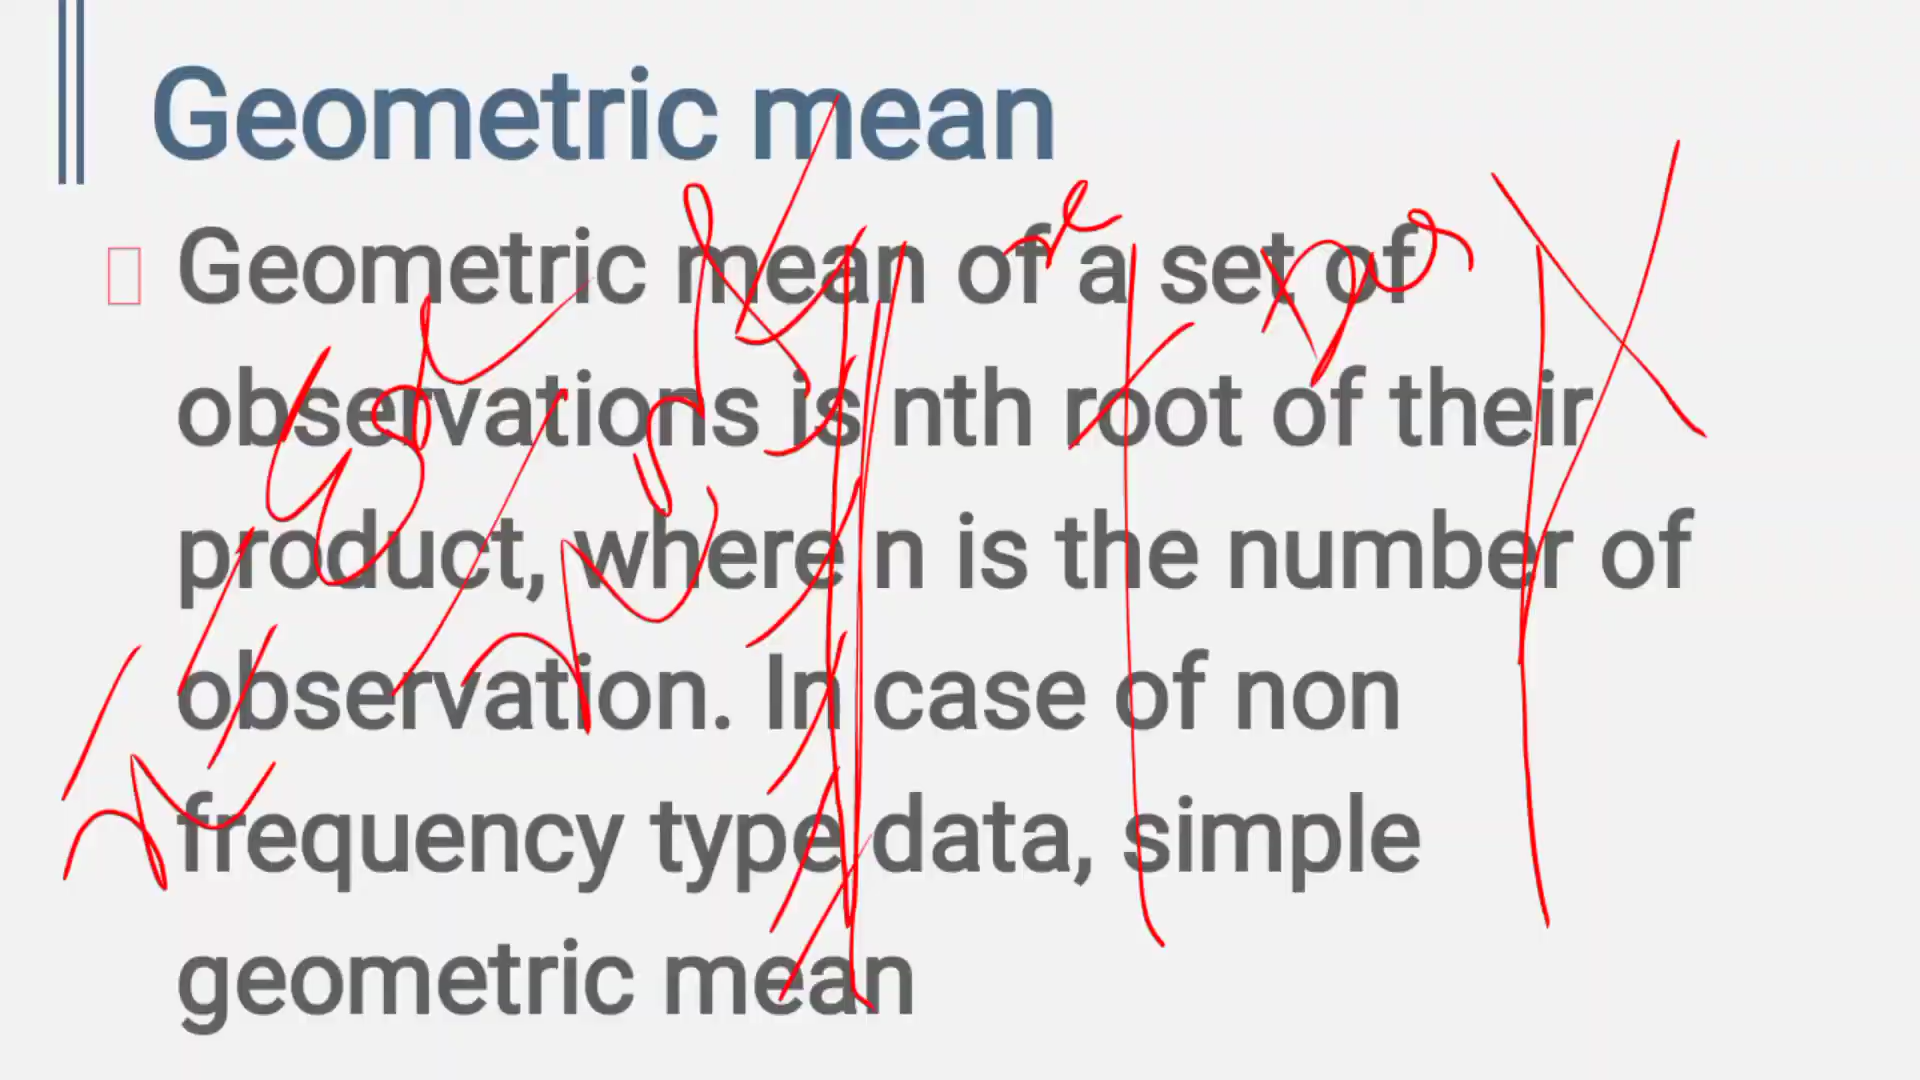 Geometric mean
Geometric mean of a set of
observations is nth root of their
product, where n is the number of
observation. In case of non
frequency type data, simple
geometric mean